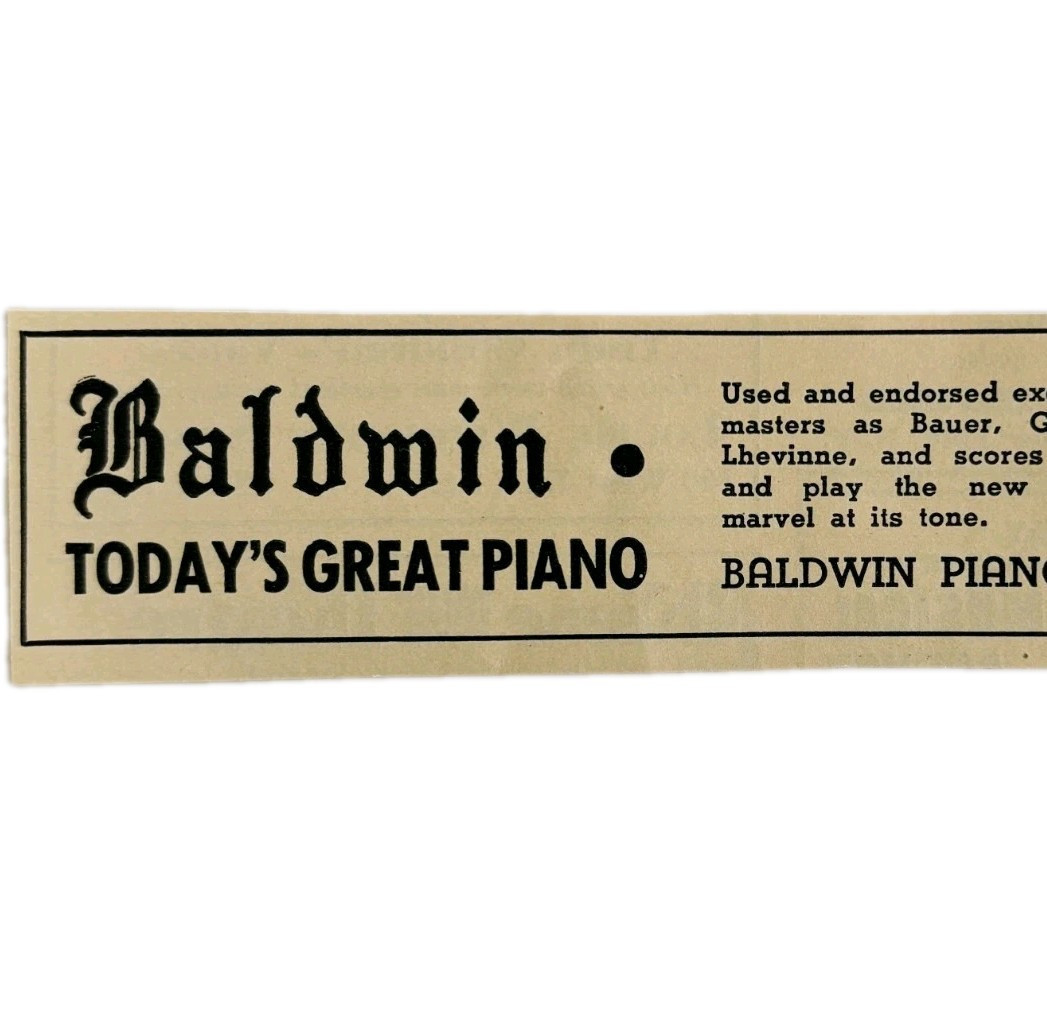 Baldwin •
TODAY'S GREAT PIANO
Used and endorsed
masters as Bauer,
Lhevinne, and scores
and play the new
marvel at its tone.
BALDWIN